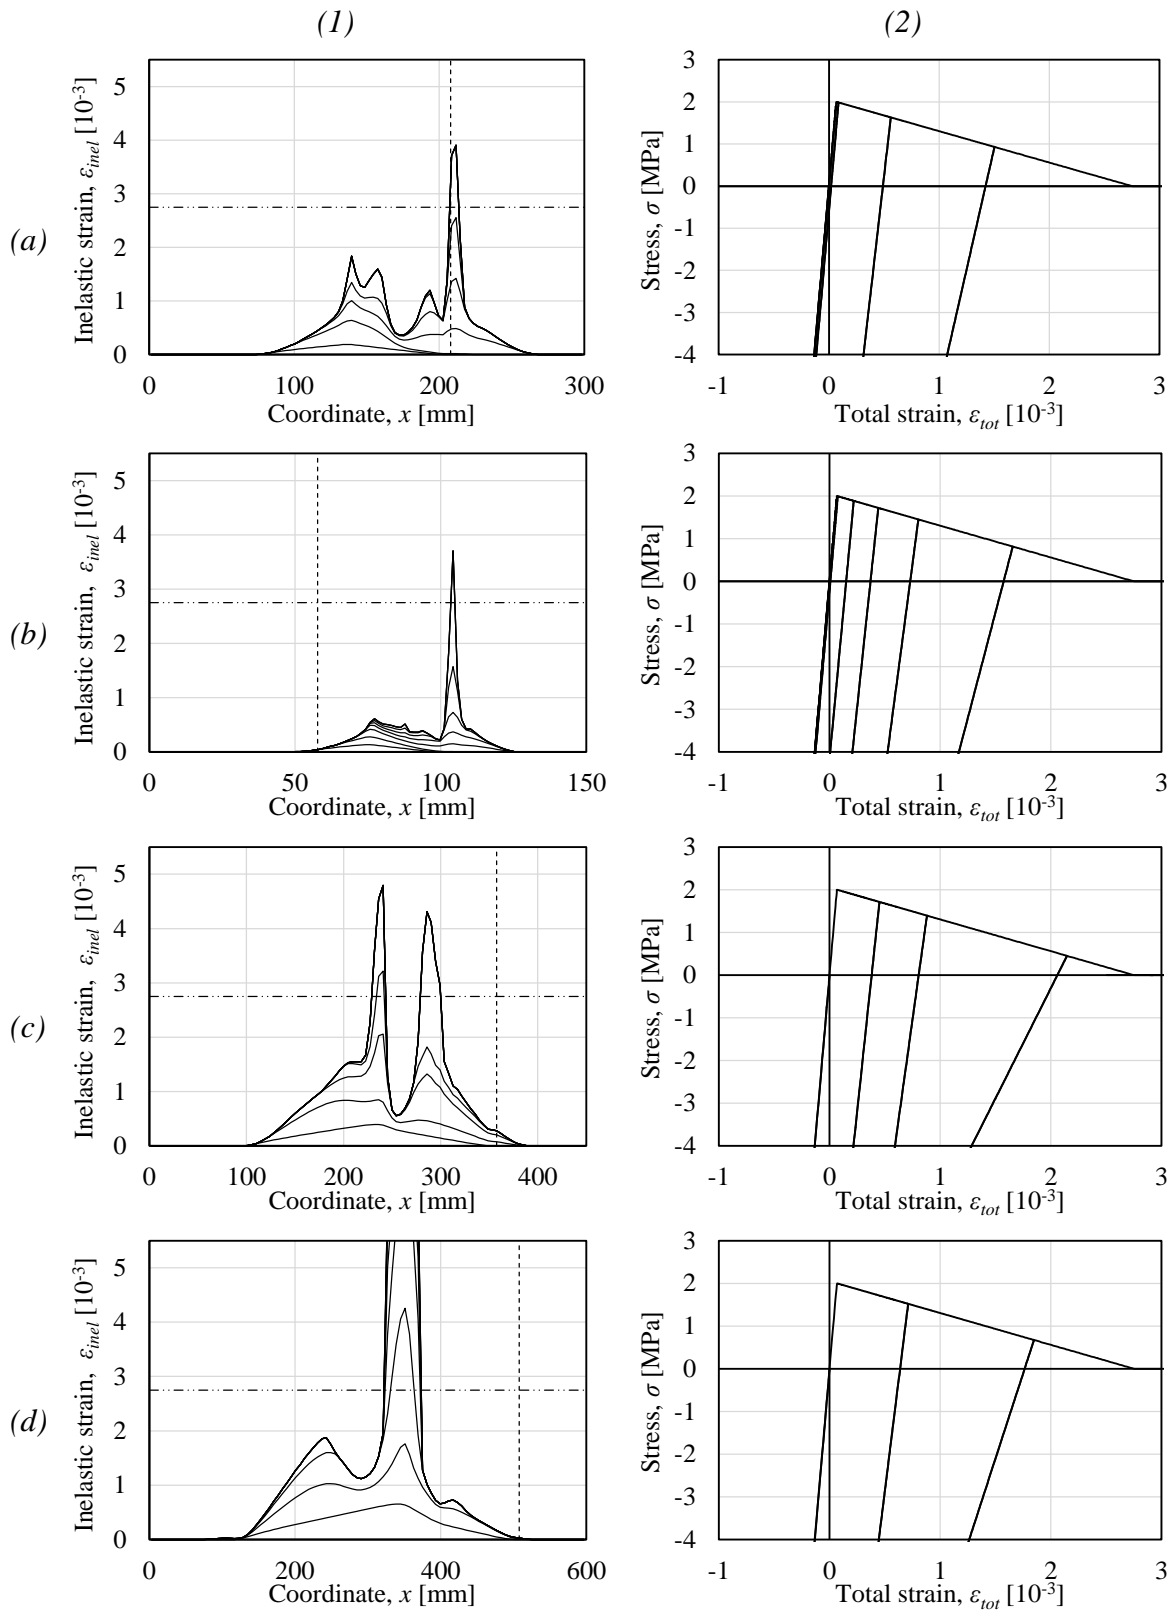 (1)
(2)
(a)
Inelastic strain, εinel [10-3]
5
4
3
2
1
0
0 100 200 300
Coordinate, x [mm]
Stress, σ [MPa]
3
2
1
0
-1
-2
-3
-4
-1 0 1 2 3
Total strain, εtot [10-3]
(b)
Inelastic strain, εinel [10-3]
5
4
3
2
1
0
0 50 100 150
Coordinate, x [mm]
Stress, σ [MPa]
3
2
1
0
-1
-2
-3
-4
-1 0 1 2 3
Total strain, εtot [10-3]
(c)
Inelastic strain, εinel [10-3]
5
4
3
2
1
0
0 100 200 300 400
Coordinate, x [mm]
Stress, σ [MPa]
3
2
1
0
-1
-2
-3
-4
-1 0 1 2 3
Total strain, εtot [10-3]
(d)
Inelastic strain, εinel [10-3]
5
4
3
2
1
0
0 200 400 600
Coordinate, x [mm]
Stress, σ [MPa]
3
2
1
0
-1
-2
-3
-4
-1 0 1 2 3
Total strain, εtot [10-3]